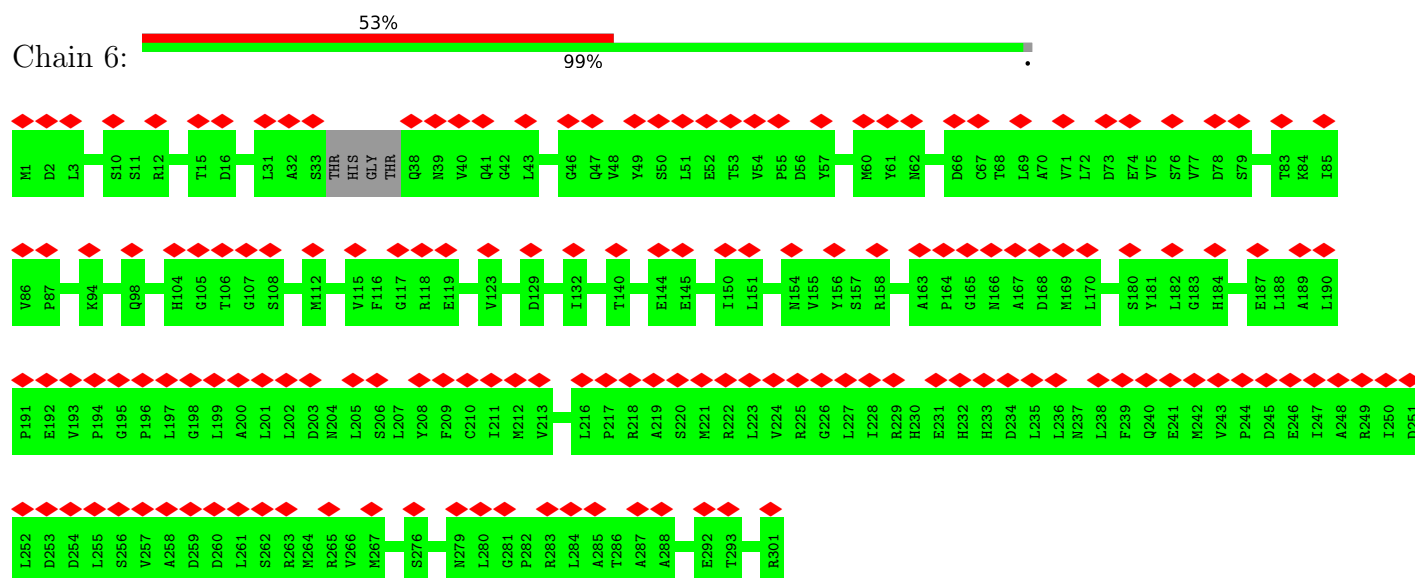 53%
Chain 6:
99%
.
M1 D2 L3 S10 S11 R12 T15 D16 L31 A32 S33 THR HIS GLY THR Q38 N39 V40 Q41 G42 L43 G46 Q47 V48 Y49 S50 L51 E52 T53 V54 P55 D56 Y57 M60 Y61 N62 D66 C67 T68 L69 A70 V71 L72 D73 E74 V75 S76 V77 D78 S79 T83 K84 I85
V86 P87 K94 Q98 H104 G105 T106 G107 S108 M112 V115 F116 G117 R118 E119 V123 D129 I132 T140 E144 E145 I150 L151 N154 V155 Y156 S157 R158 A163 P164 G165 N166 A167 D168 M169 L170 S180 Y181 L182 G183 H184 E187 L188 A189 L190
P191 E192 V193 P194 G195 P196 L197 G198 L199 A200 L201 L202 D203 N204 L205 S206 L207 Y208 F209 C210 I211 M212 V213 L216 P217 R218 A219 S220 M221 R222 L223 V224 R225 G226 L227 I228 R229 H230 E231 H232 H233 D234 L235 L236 N237 L238 F239 Q240 E241 M242 V243 P244 D245 E246 I247 A248 R249 I250 D251
L252 D253 D254 L255 S256 V257 A258 D259 D260 L261 S262 R263 M264 R265 V266 M267 S276 N279 L280 G281 P282 R283 L284 A285 T286 A287 A288 E292 T293 R301